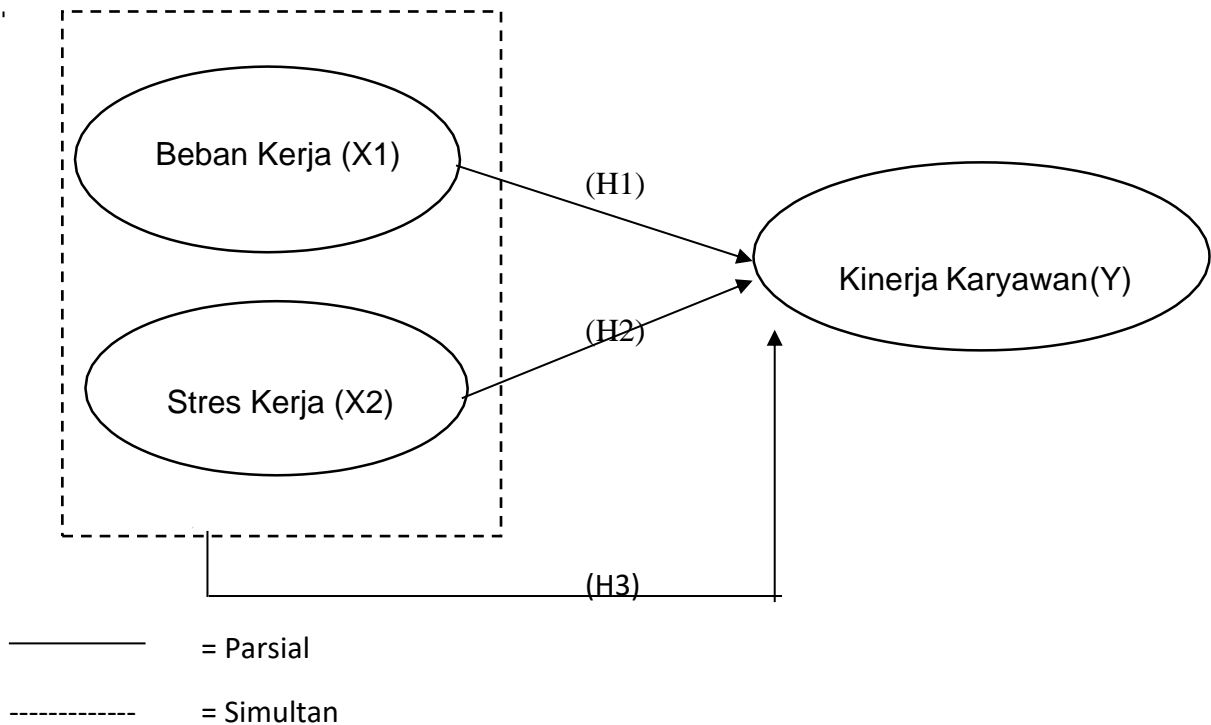 Beban Kerja (X1)
(H1)
Kinerja Karyawan(Y)
(H2)
Stres Kerja (X2)
(H3)
= Parsial
= Simultan